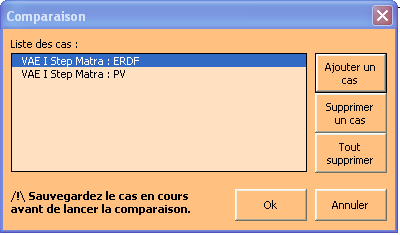 Comparaison
Liste des cas :
VAE I Step Matra : ERDF
VAE I Step Matra : PV
Ajouter un
cas
Supprimer
un cas
Tout
supprimer
/!\ Sauvegardez le cas en cours
avant de lancer la comparaison.
Ok
Annuler